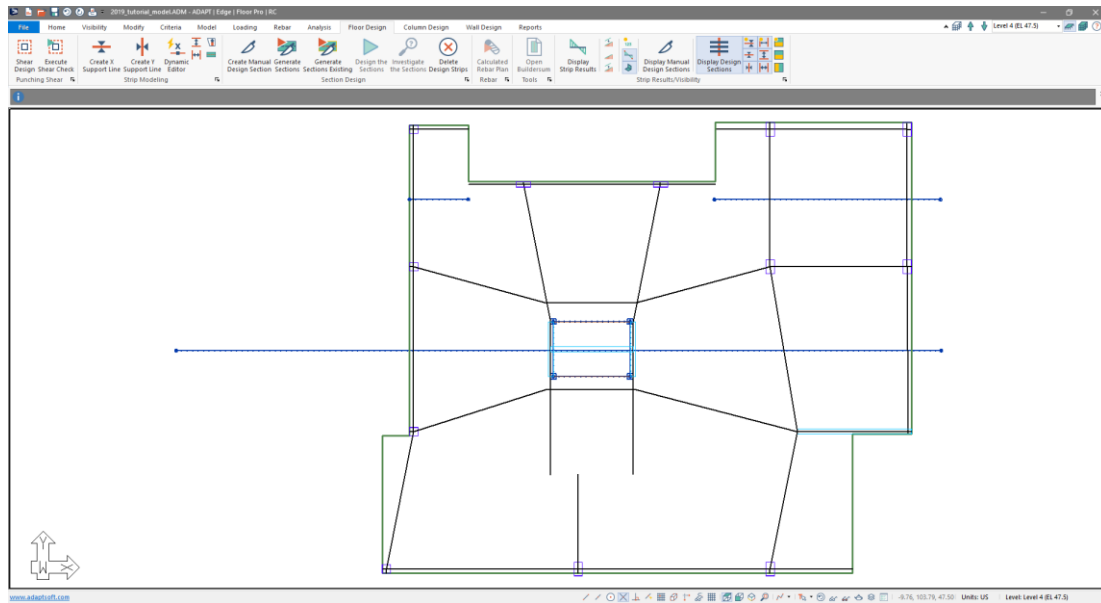 2019_tutorial_model.ADM - ADAPT | Edge | Floor Pro | RC
File Home Visibility Modify Criteria Model Loading Rebar Analysis Floor Design Column Design Wall Design Reports Level 4 (EL 47.5)
Shear Execute Create X Create Y Dynamic Create Manual Generate Generate Design the Investigate Delete Calculated Open Display Display Manual Display Design
Design Shear Check Support Line Support Line Editor Design Section Sections Sections Existing Sections the Sections Design Strips Rebar Plan Buildersum Strip Results Design Sections Sections
Punching Shear Strip Modeling Section Design Rebar Tools Strip Results/Visibility
Y
W X
www.adaptsoft.com -9.76, 103.79, 47.50 Units: US Level: Level 4 (EL 47.5)